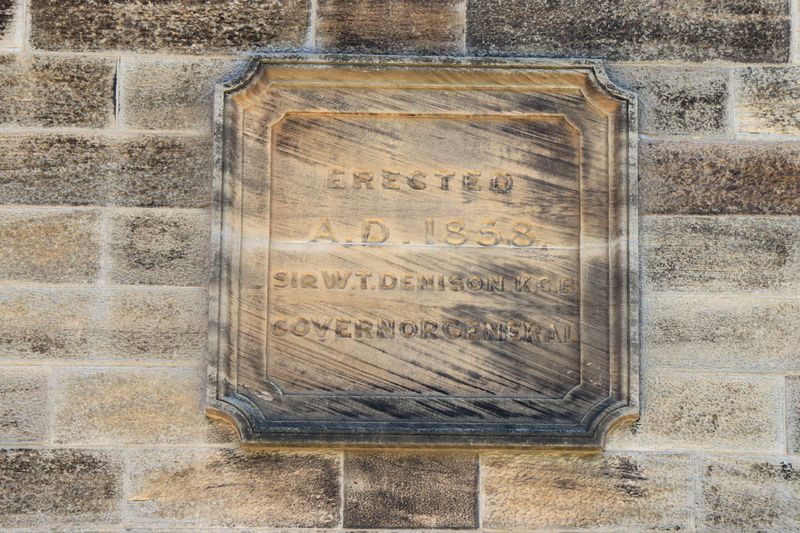 ERECTED
A.D. 1858.
SIR W.T. DENISON K.C.B
GOVERNOR GENERAL